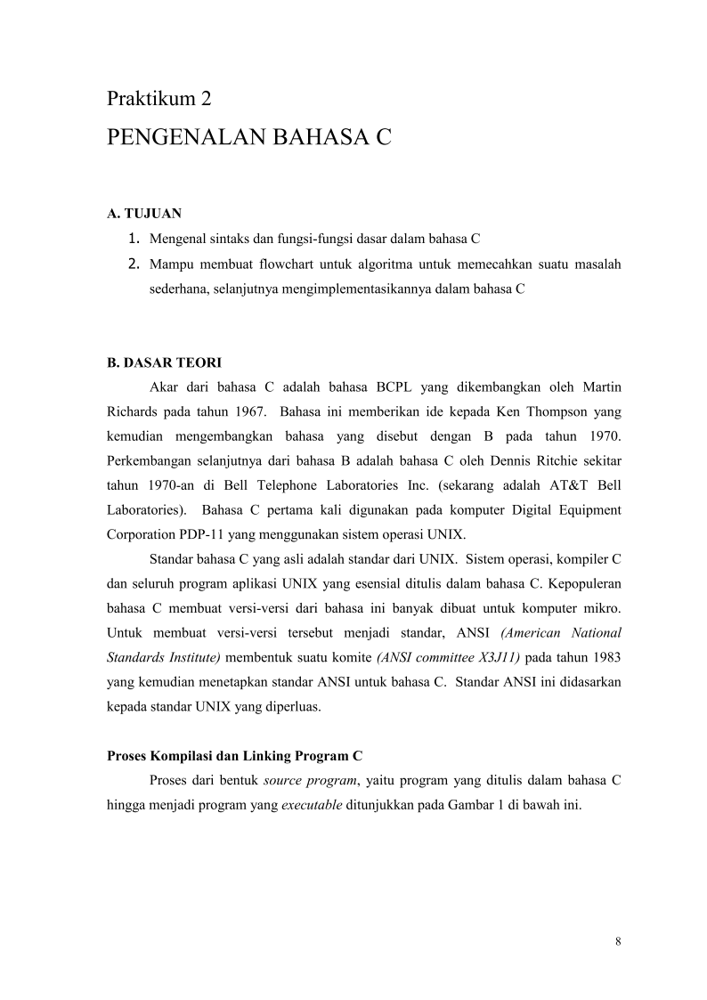 Praktikum 2
PENGENALAN BAHASA C
A. TUJUAN
1. Mengenal sintaks dan fungsi-fungsi dasar dalam bahasa C
2. Mampu membuat flowchart untuk algoritma untuk memecahkan suatu masalah
sederhana, selanjutnya mengimplementasikannya dalam bahasa C
B. DASAR TEORI
Akar dari bahasa C adalah bahasa BCPL yang dikembangkan oleh Martin
Richards pada tahun 1967. Bahasa ini memberikan ide kepada Ken Thompson yang
kemudian mengembangkan bahasa yang disebut dengan B pada tahun 1970.
Perkembangan selanjutnya dari bahasa B adalah bahasa C oleh Dennis Ritchie sekitar
tahun 1970-an di Bell Telephone Laboratories Inc. (sekarang adalah AT&T Bell
Laboratories). Bahasa C pertama kali digunakan pada komputer Digital Equipment
Corporation PDP-11 yang menggunakan sistem operasi UNIX.
Standar bahasa C yang asli adalah standar dari UNIX. Sistem operasi, kompiler C
dan seluruh program aplikasi UNIX yang esensial ditulis dalam bahasa C. Kepopuleran
bahasa C membuat versi-versi dari bahasa ini banyak dibuat untuk komputer mikro.
Untuk membuat versi-versi tersebut menjadi standar, ANSI (American National
Standards Institute) membentuk suatu komite (ANSI committee X3J11) pada tahun 1983
yang kemudian menetapkan standar ANSI untuk bahasa C. Standar ANSI ini didasarkan
kepada standar UNIX yang diperluas.
Proses Kompilasi dan Linking Program C
Proses dari bentuk source program, yaitu program yang ditulis dalam bahasa C
hingga menjadi program yang executable ditunjukkan pada Gambar 1 di bawah ini.
8